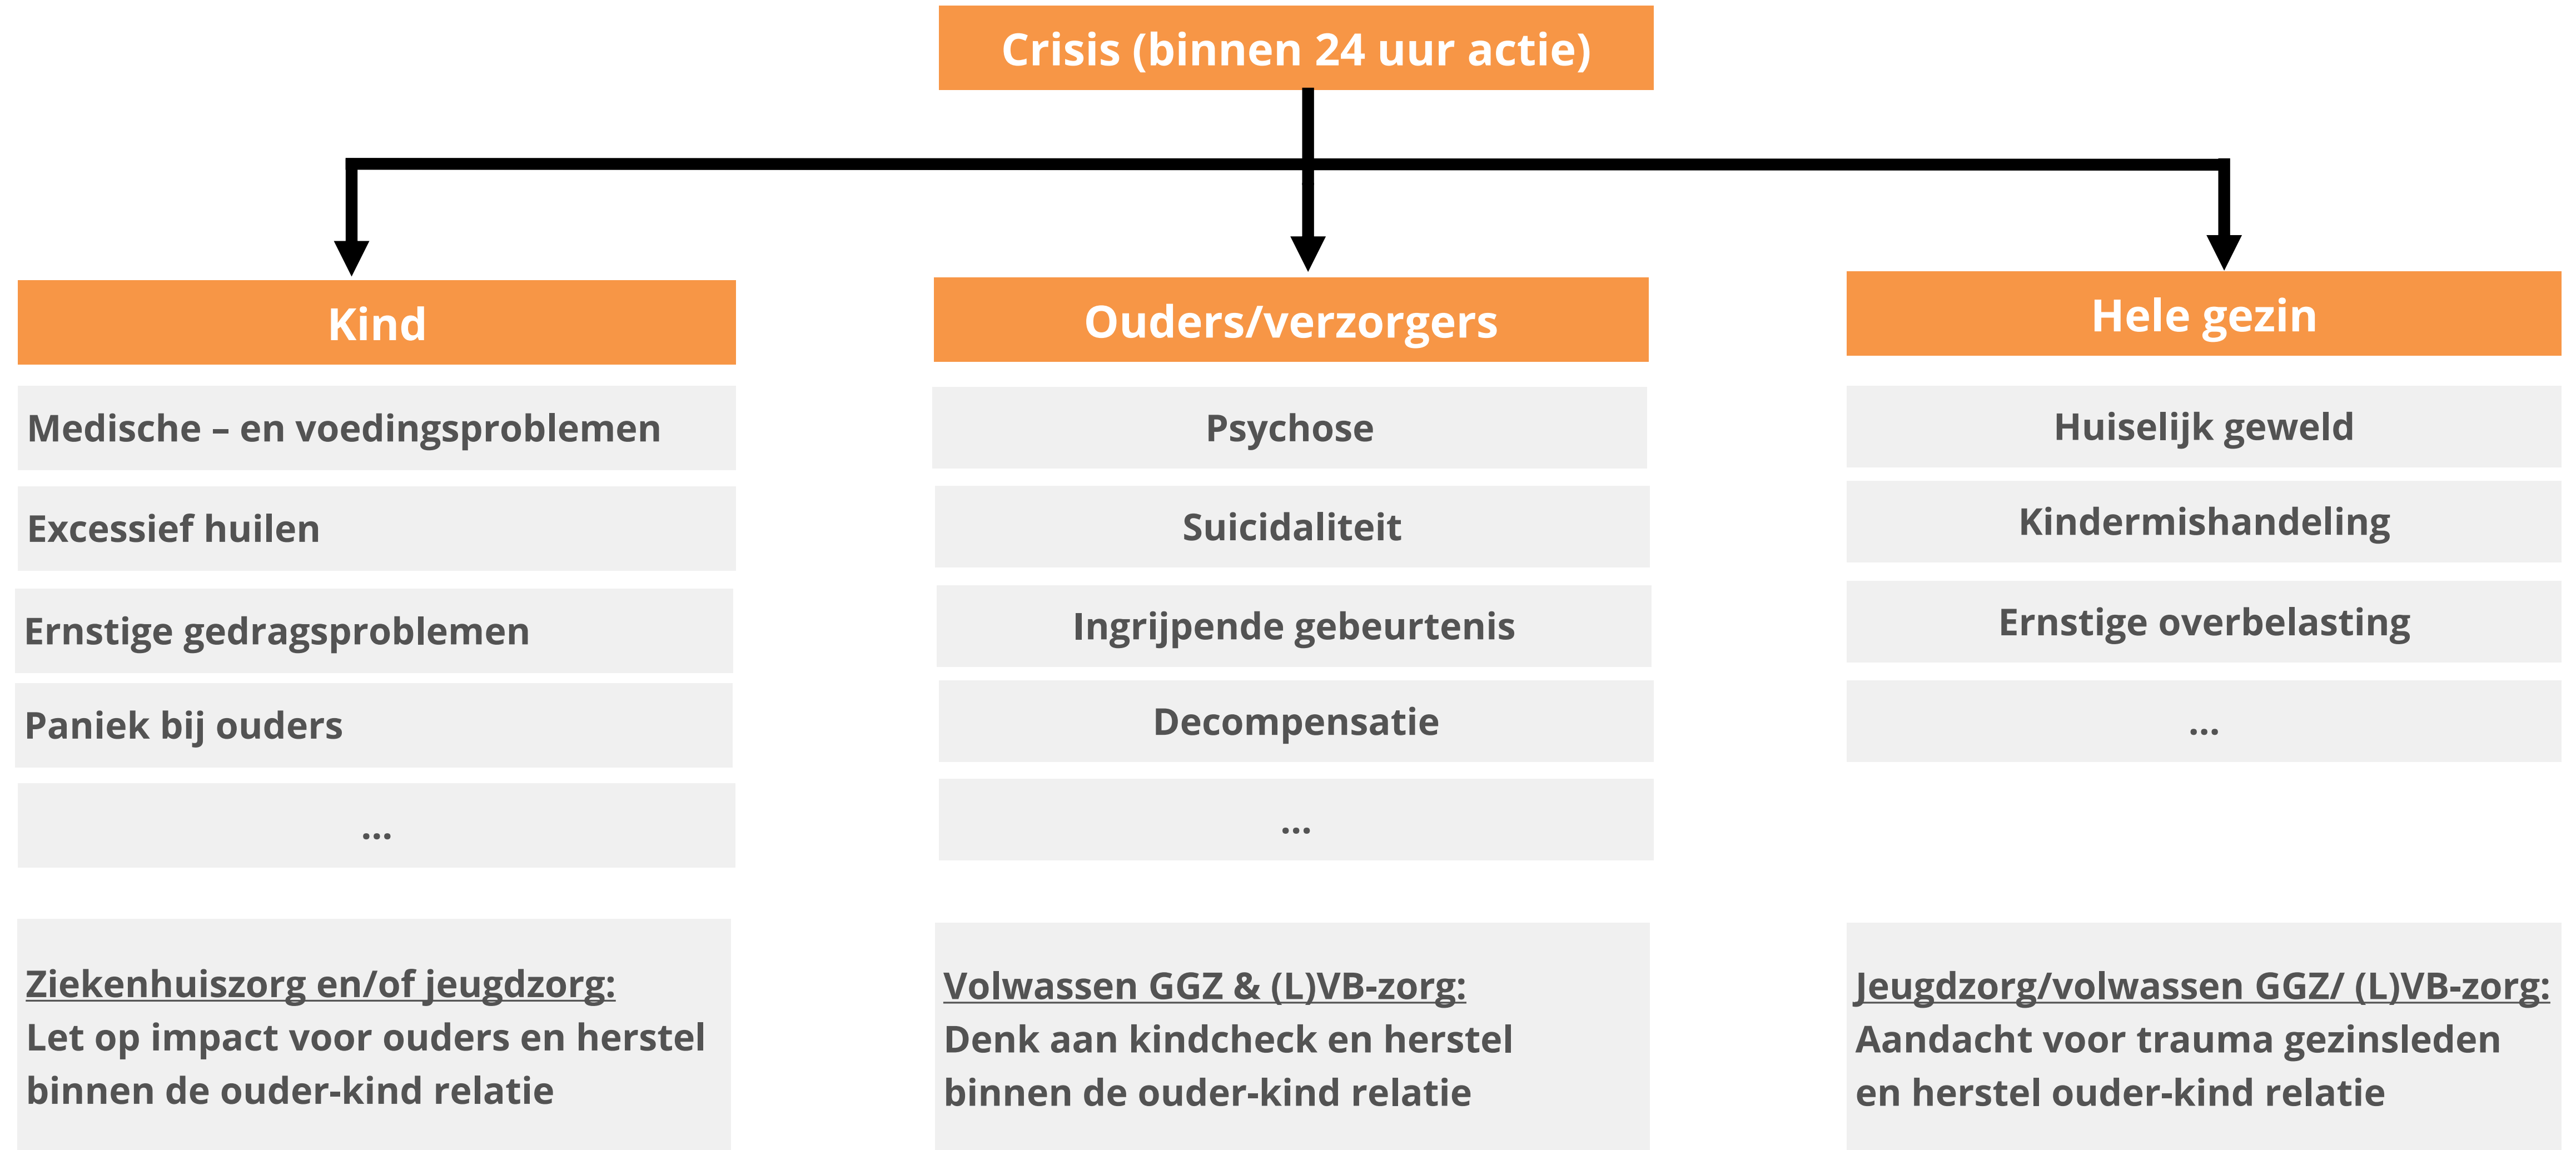 Crisis (binnen 24 uur actie)
Kind
Medische – en voedingsproblemen
Excessief huilen
Ernstige gedragsproblemen
Paniek bij ouders
...
Ziekenhuiszorg en/of jeugdzorg:
Let op impact voor ouders en herstel
binnen de ouder-kind relatie
Ouders/verzorgers
Psychose
Suicidaliteit
Ingrijpende gebeurtenis
Decompensatie
...
Volwassen GGZ & (L)VB-zorg:
Denk aan kindcheck en herstel
binnen de ouder-kind relatie
Hele gezin
Huiselijk geweld
Kindermishandeling
Ernstige overbelasting
...
Jeugdzorg/volwassen GGZ/ (L)VB-zorg:
Aandacht voor trauma gezinsleden
en herstel ouder-kind relatie